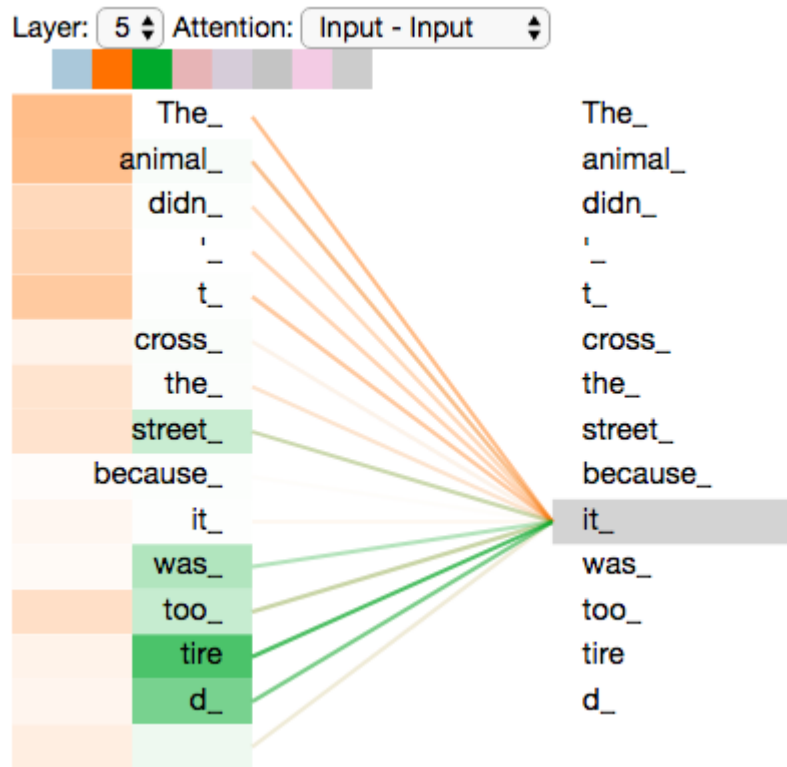 Layer: 5 Attention: Input - Input
The_ The_
animal_ animal_
didn_ didn_
'_ '_
t_ t_
cross_ cross_
the_ the_
street_ street_
because_ because_
it_ it_
was_ was_
too_ too_
tire tire
d_ d_